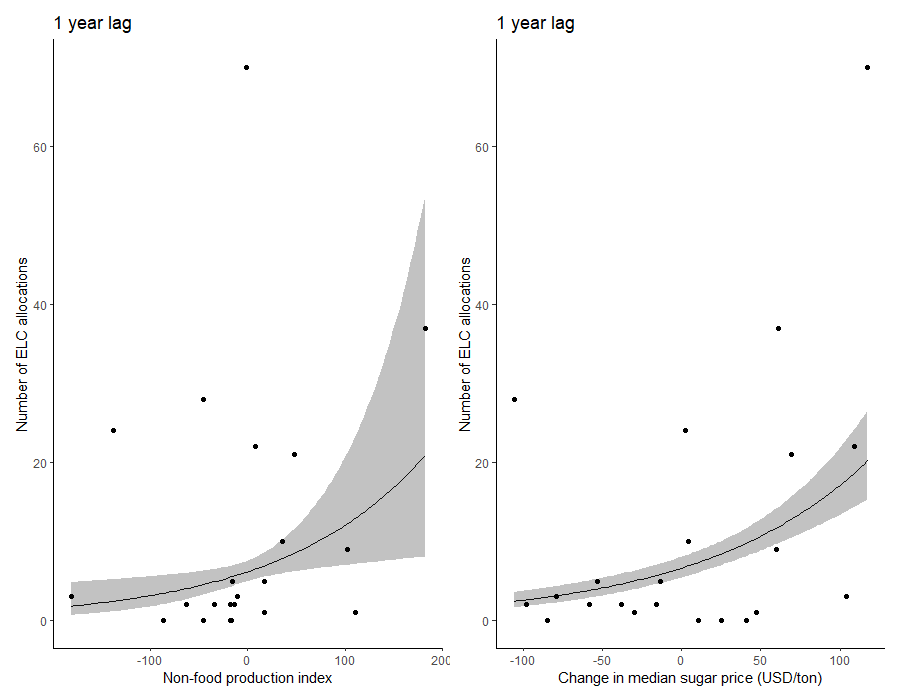 1 year lag
60
40
20
0
Number of ELC allocations
-100
0
100
200
Non-food production index
1 year lag
60
40
20
0
Number of ELC allocations
-100
-50
0
50
100
Change in median sugar price (USD/ton)